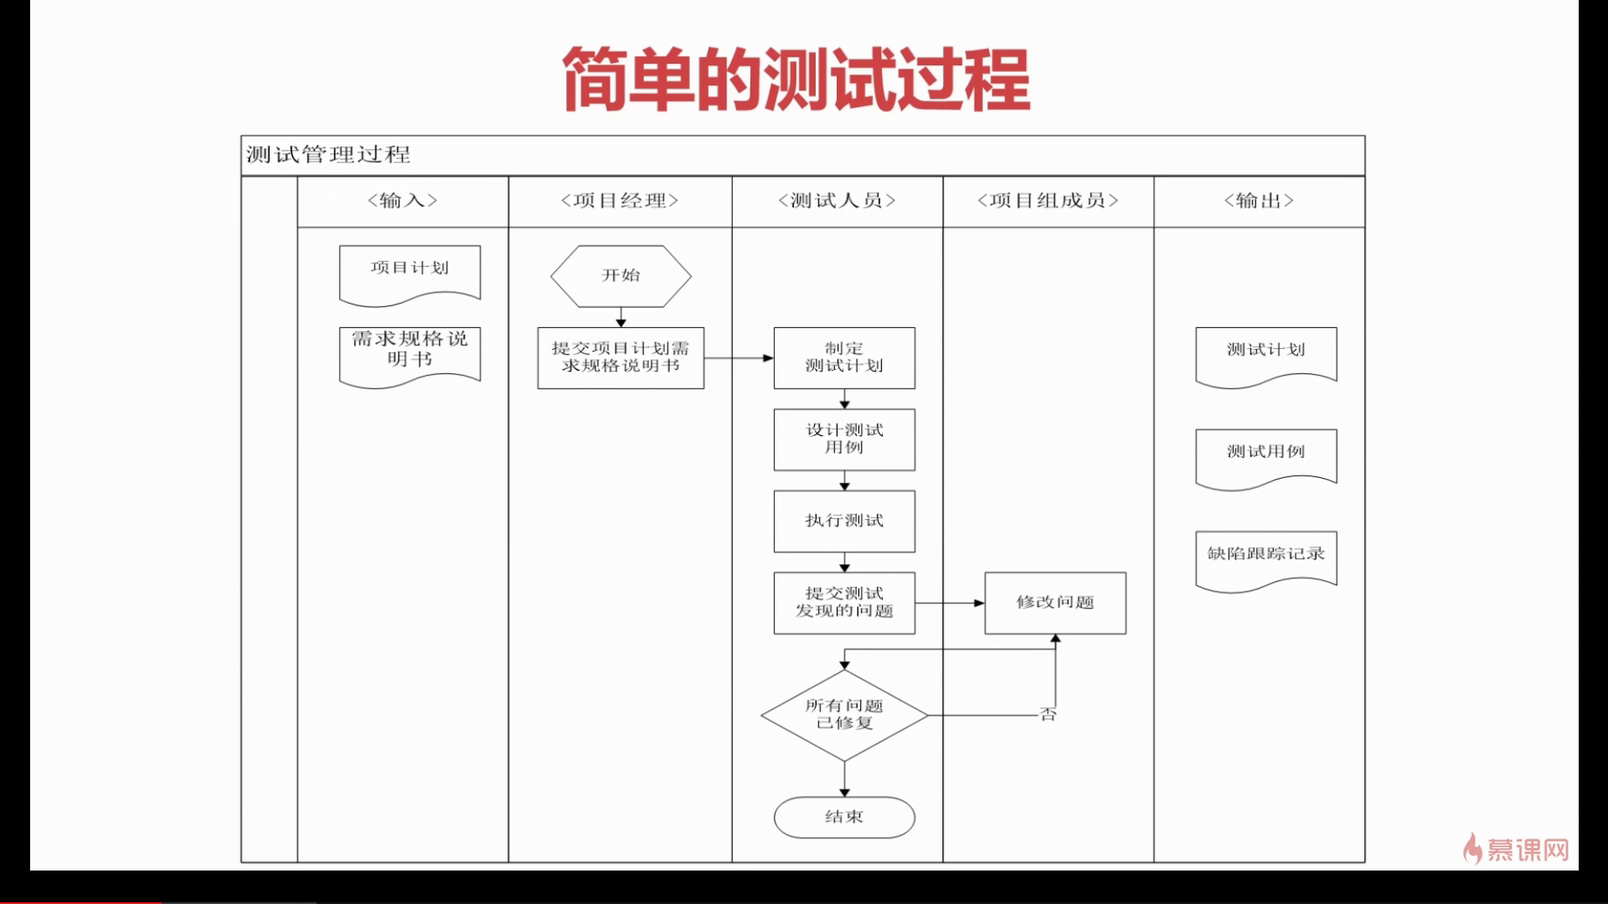 简单的测试过程
测试管理过程
<输入>
<项目经理>
<测试人员>
<项目组成员>
<输出>
项目计划
开始
需求规格说
明书
提交项目计划需
求规格说明书
制定
测试计划
测试计划
设计测试
用例
测试用例
执行测试
缺陷跟踪记录
提交测试
发现的问题
修改问题
所有问题
已修复
否
结束
慕课网